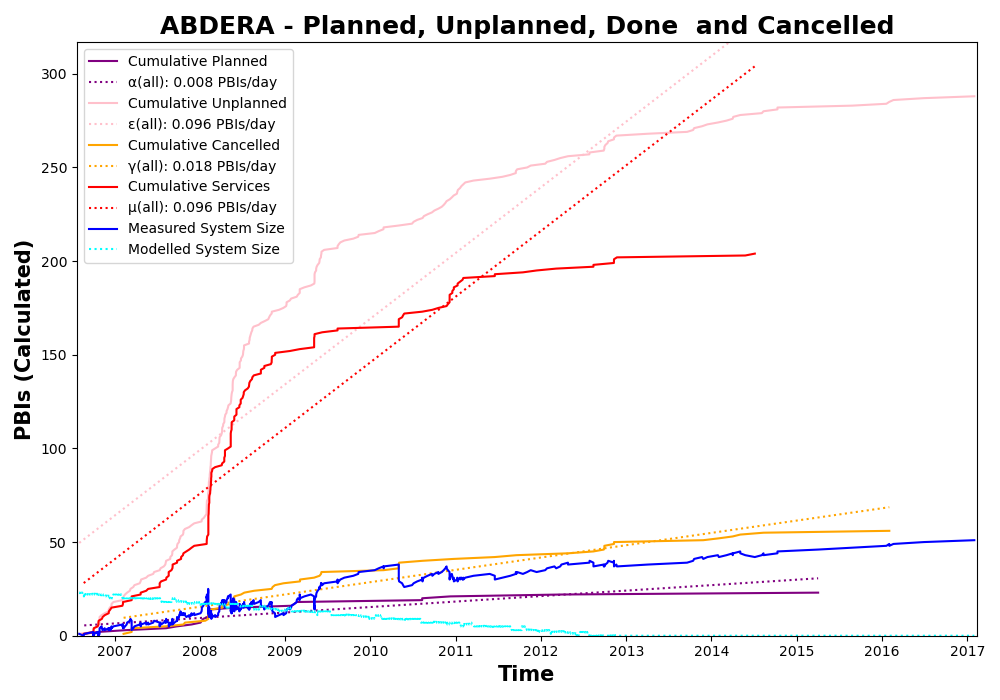 ABDERA - Planned, Unplanned, Done  and Cancelled
PBIs (Calculated)
300
250
200
150
100
50
0
Cumulative Planned
α(all): 0.008 PBIs/day
Cumulative Unplanned
ε(all): 0.096 PBIs/day
Cumulative Cancelled
γ(all): 0.018 PBIs/day
Cumulative Services
μ(all): 0.096 PBIs/day
Measured System Size
Modelled System Size
2007 2008 2009 2010 2011 2012 2013 2014 2015 2016 2017
Time